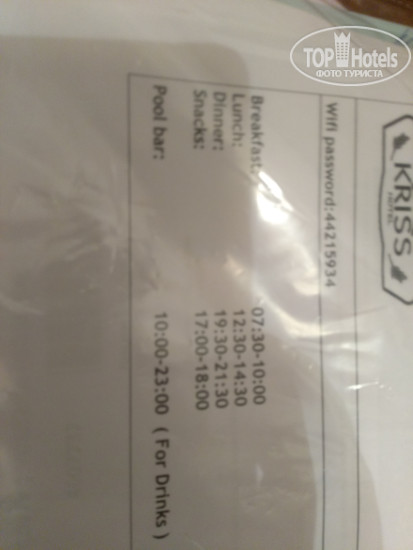 TOP Hotels
ФОТО ТУРИСТА
KRISS
HOTEL
Wifi password:44215934
Breakfast: 07:30-10:00
Lunch: 12:30-14:30
Dinner: 19:30-21:30
Snacks: 17:00-18:00
Pool bar: 10:00-23:00 ( For Drinks )